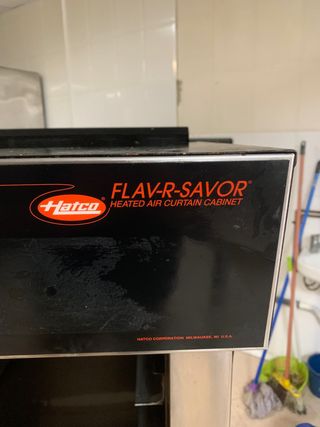 Hatco
FLAV-R-SAVOR®
HEATED AIR CURTAIN CABINET
HATCO CORPORATION, MILWAUKEE, WI U.S.A.